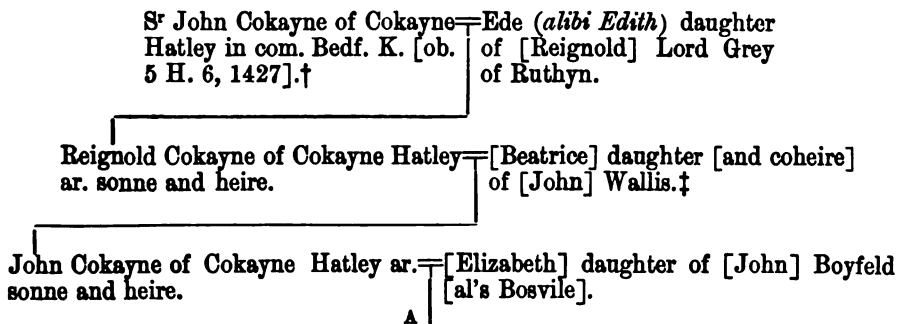 Sr John Cokayne of Cokayne=Ede (alibi Edith) daughter
Hatley in com. Bedf. K. [ob. of [Reignold] Lord Grey
5 H. 6, 1427].† of Ruthyn.
Reignold Cokayne of Cokayne Hatley=[Beatrice] daughter [and coheire]
ar. sonne and heire. of [John] Wallis.‡
John Cokayne of Cokayne Hatley ar.=[Elizabeth] daughter of [John] Boyfeld
sonne and heire. [al's Bosvile].
A